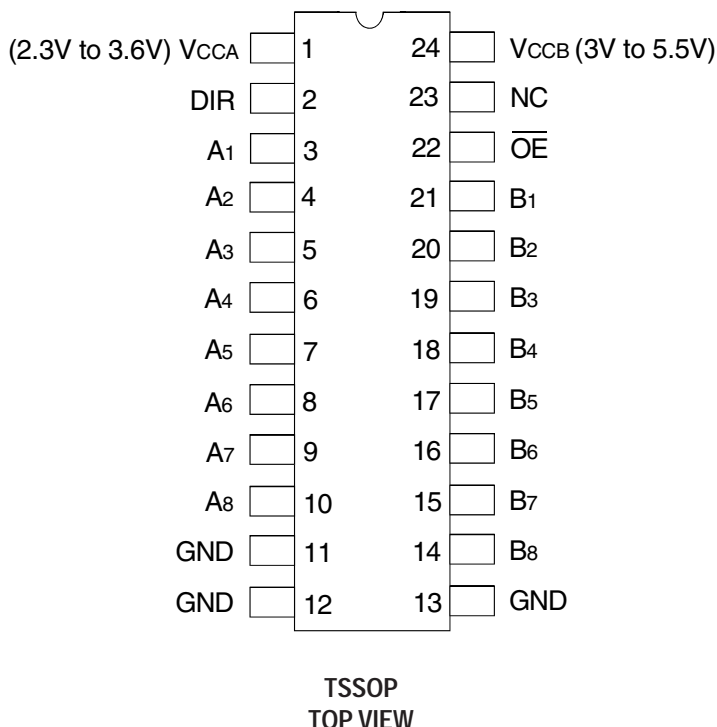 (2.3V to 3.6V) VCCA 1 24 VCCB (3V to 5.5V)
DIR 2 23 NC
A1 3 22 OE
A2 4 21 B1
A3 5 20 B2
A4 6 19 B3
A5 7 18 B4
A6 8 17 B5
A7 9 16 B6
A8 10 15 B7
GND 11 14 B8
GND 12 13 GND
TSSOP
TOP VIEW